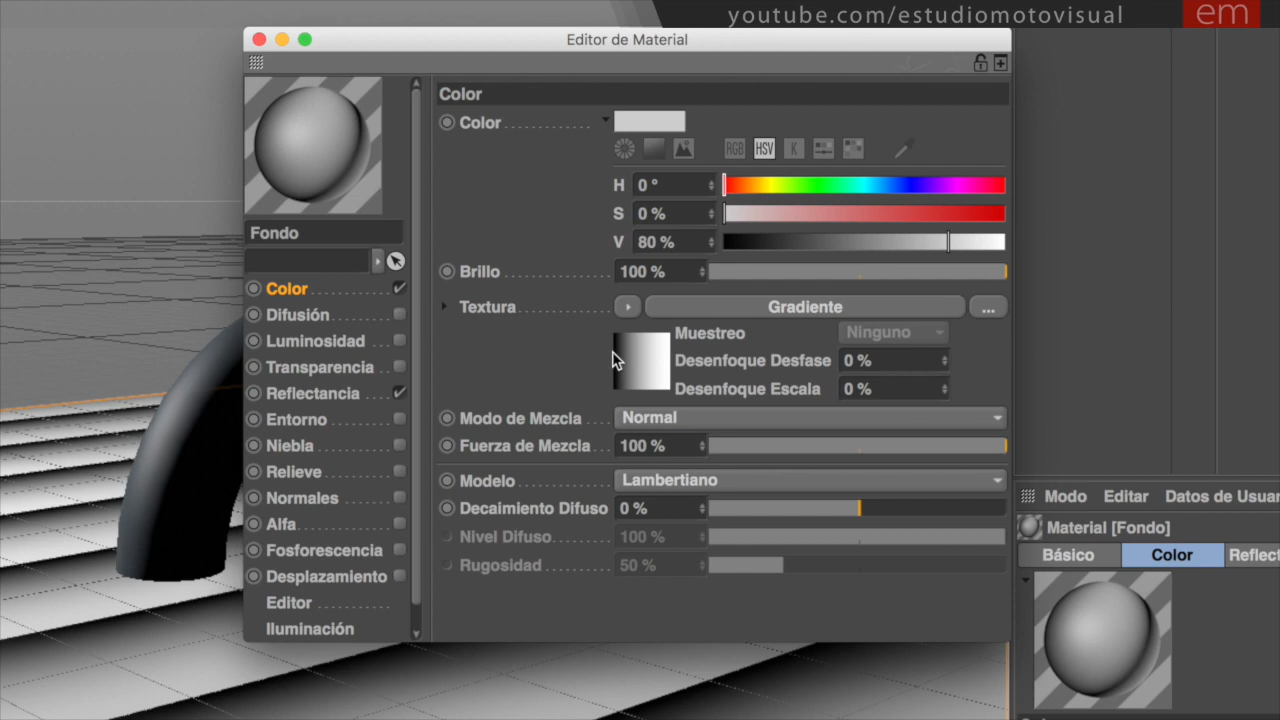 youtube.com/estudiomotovisual
em
Editor de Material
Color
Color
RGB
HSV
K
H 0 °
S 0 %
V 80 %
Fondo
Brillo 100 %
Color
Textura Gradiente ...
Difusión
Muestreo Ninguno
Luminosidad
Desenfoque Desfase 0 %
Transparencia
Desenfoque Escala 0 %
Reflectancia
Modo de Mezcla Normal
Entorno
Fuerza de Mezcla 100 %
Niebla
Relieve
Modelo Lambertiano
Normales
Decaimiento Difuso 0 %
Alfa
Nivel Difuso 100 %
Fosforescencia
Rugosidad 50 %
Desplazamiento
Editor
Iluminación
Modo Editar Datos de Usuar
Material [Fondo]
Básico Color Reflect